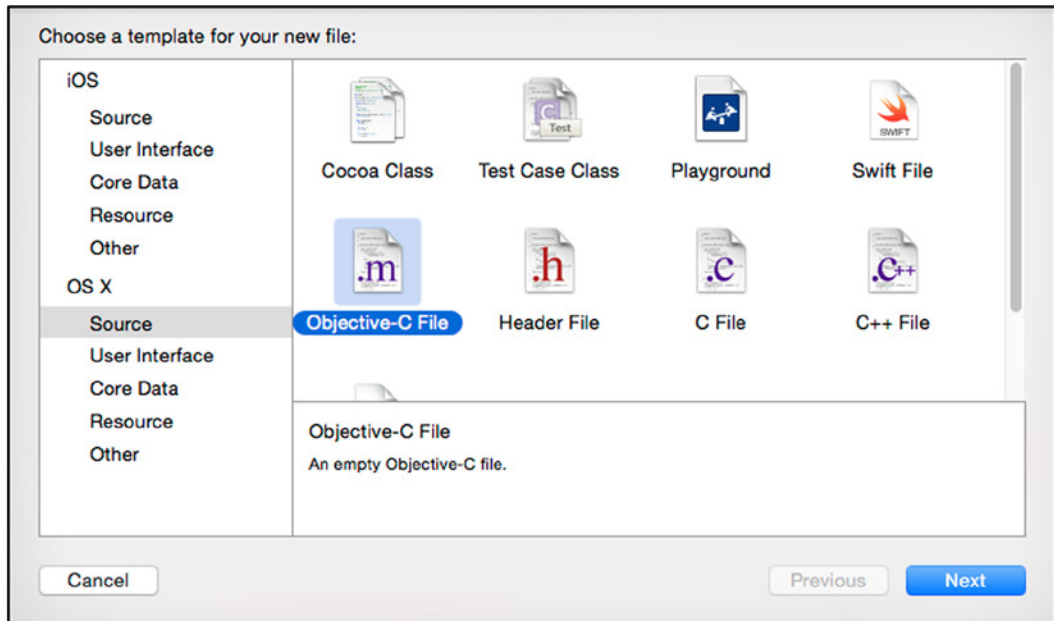 Choose a template for your new file:
iOS
Source
User Interface
Core Data
Resource
Other
OS X
Source
User Interface
Core Data
Resource
Other
Test
SWIFT
Cocoa Class
Test Case Class
Playground
Swift File
.m
.h
.c
.C++
Objective-C File
Header File
C File
C++ File
Objective-C File
An empty Objective-C file.
Cancel
Previous
Next